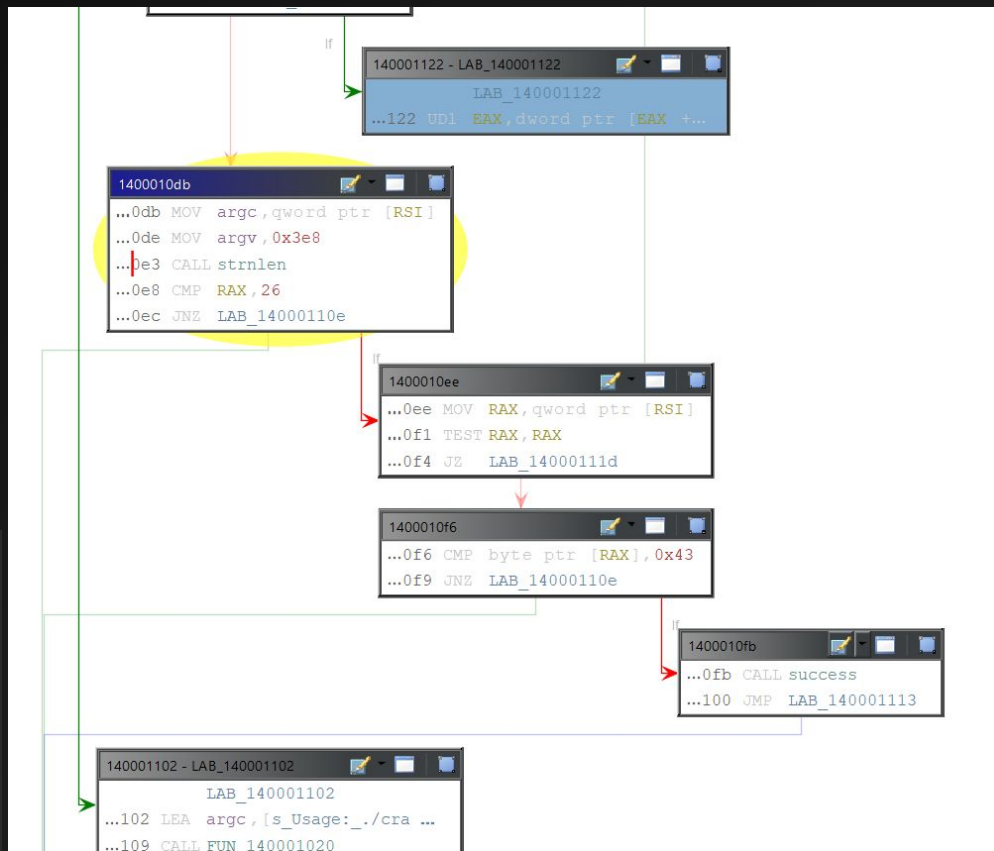 If
140001122 - LAB_140001122
LAB_140001122
...122 UD1 EAX,dword ptr [EAX +...
1400010db
...0db MOV argc,qword ptr [RSI]
...0de MOV argv,0x3e8
...0e3 CALL strnlen
...0e8 CMP RAX,26
...0ec JNZ LAB_14000110e
If
1400010ee
...0ee MOV RAX,qword ptr [RSI]
...0f1 TEST RAX,RAX
...0f4 JZ LAB_14000111d
1400010f6
...0f6 CMP byte ptr [RAX],0x43
...0f9 JNZ LAB_14000110e
If
1400010fb
...0fb CALL success
...100 JMP LAB_140001113
140001102 - LAB_140001102
LAB_140001102
...102 LEA argc,[s_Usage:_./cra ...
...109 CALL FUN_140001020